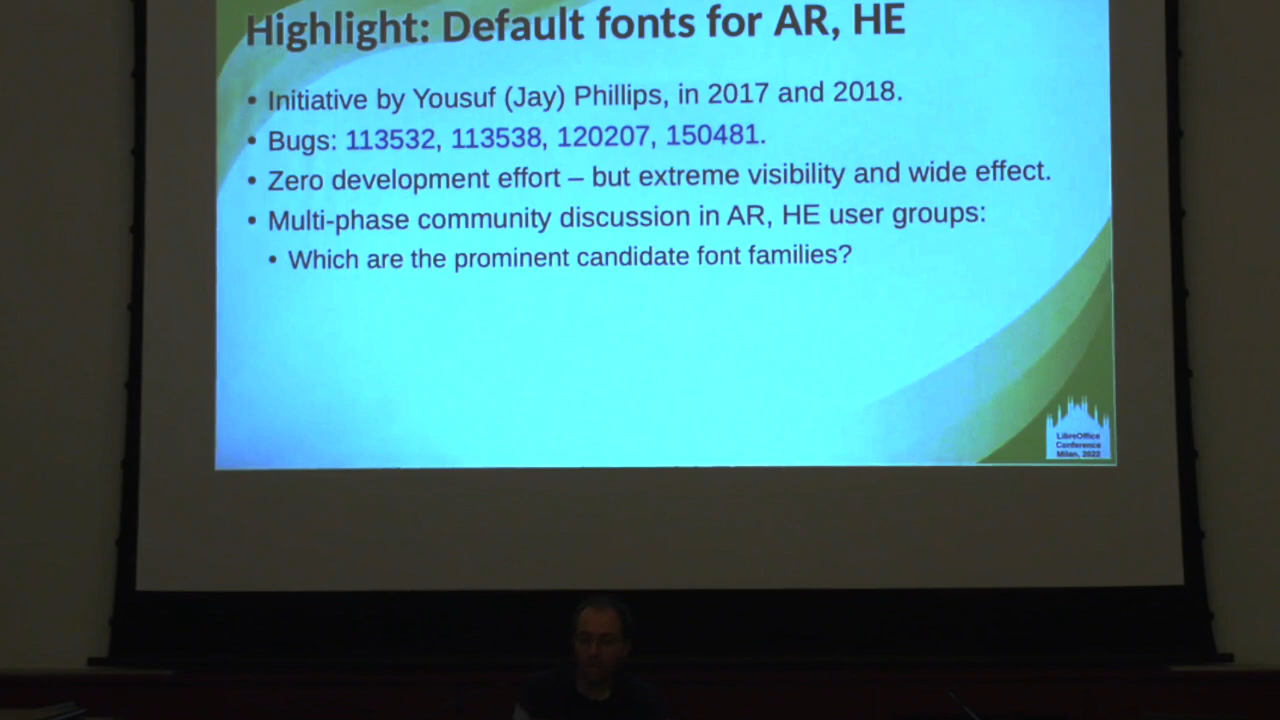 Highlight: Default fonts for AR, HE
• Initiative by Yousuf (Jay) Phillips, in 2017 and 2018.
• Bugs: 113532, 113538, 120207, 150481.
• Zero development effort – but extreme visibility and wide effect.
• Multi-phase community discussion in AR, HE user groups:
• Which are the prominent candidate font families?
LibreOffice
Conference
Milan, 2022